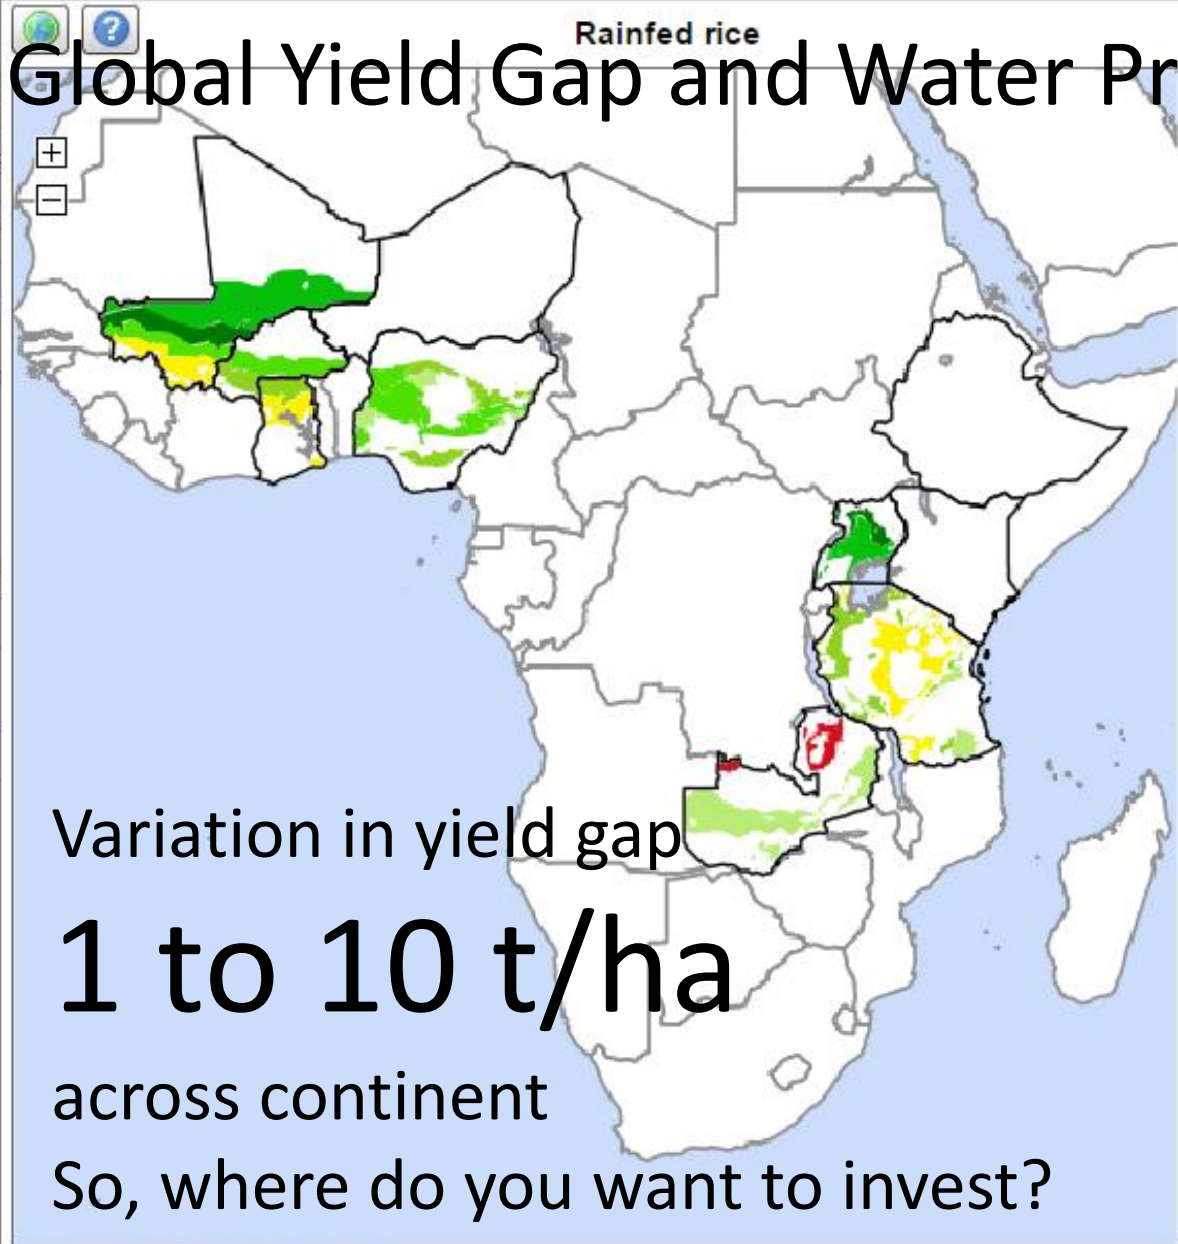 Rainfed rice
Global Yield Gap and Water Pr
Variation in yield gap
1 to 10 t/ha
across continent
So, where do you want to invest?